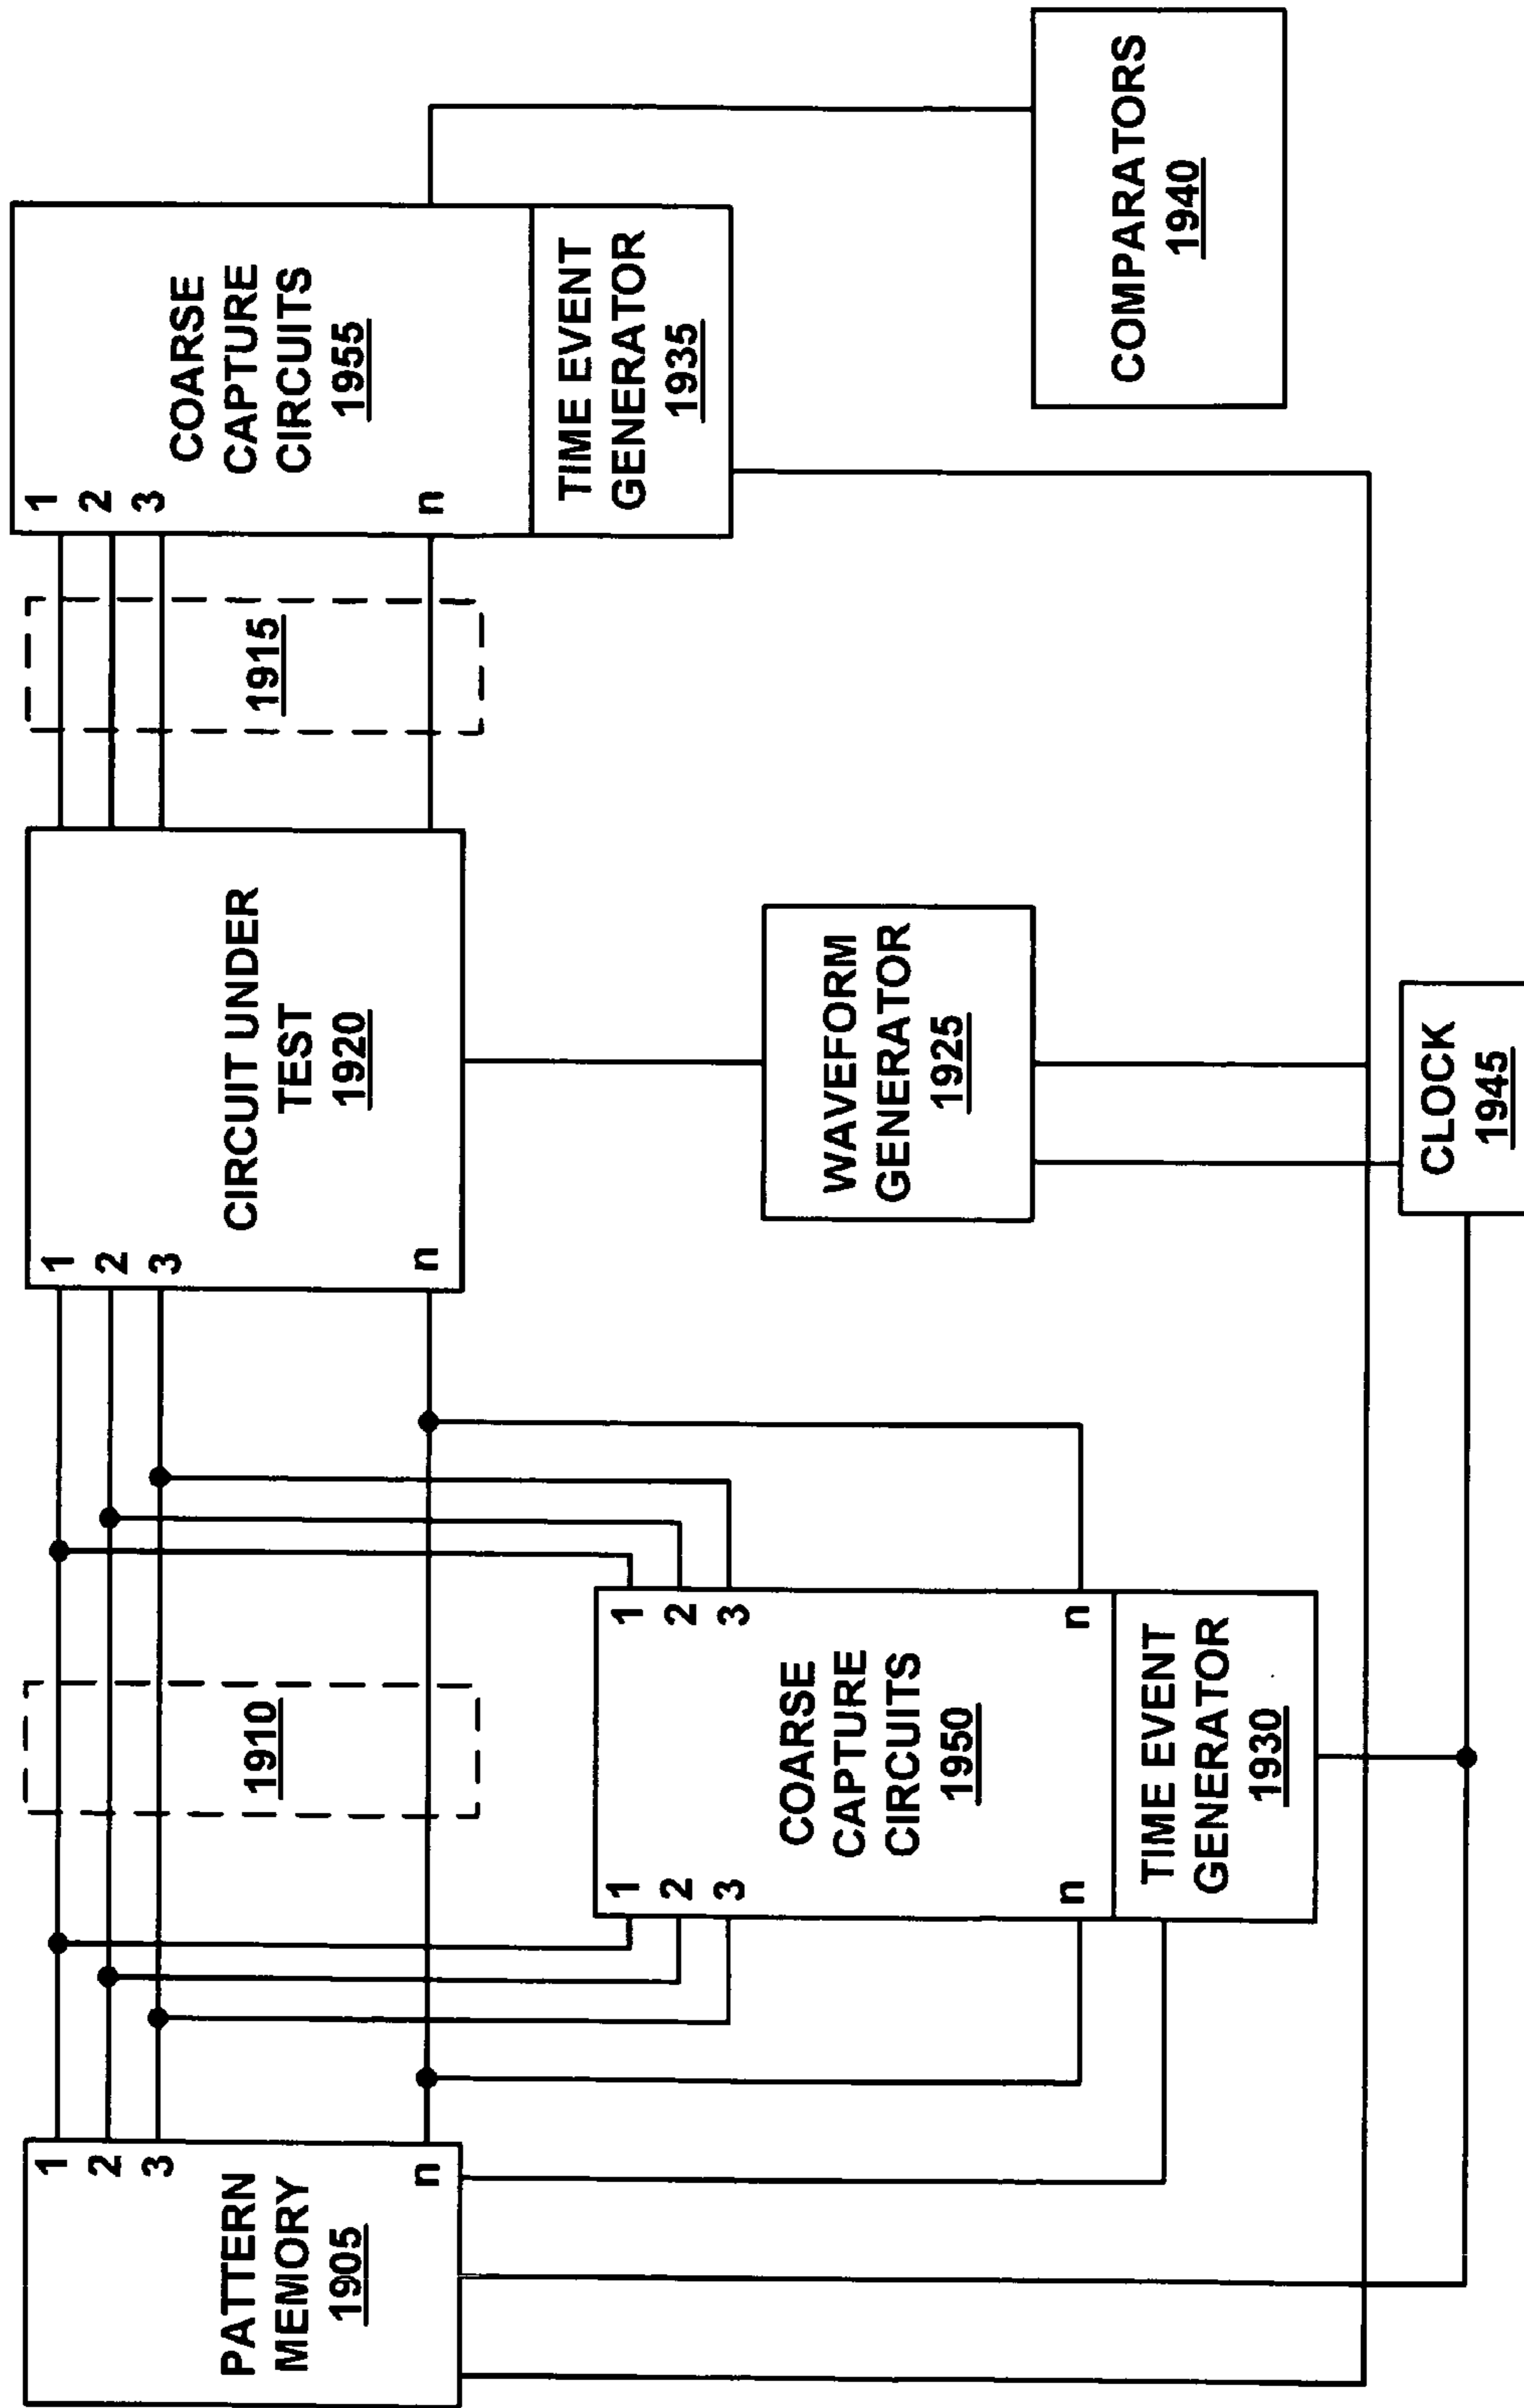 PATTERN
MEMORY
1905
1
2
3
n
1910
1
2
3
n
COARSE
CAPTURE
CIRCUITS
1950
1
2
3
n
TIME EVENT
GENERATOR
1930
1
2
3
n
CIRCUIT UNDER
TEST
1920
WAVEFORM
GENERATOR
1925
CLOCK
1945
1915
1
2
3
n
COARSE
CAPTURE
CIRCUITS
1955
TIME EVENT
GENERATOR
1935
COMPARATORS
1940